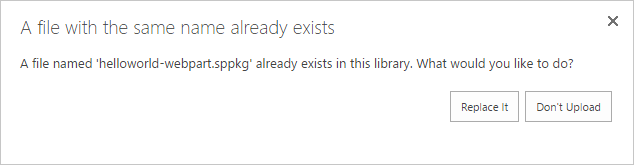 A file with the same name already exists
A file named 'helloworld-webpart.sppkg' already exists in this library. What would you like to do?
Replace It
Don't Upload